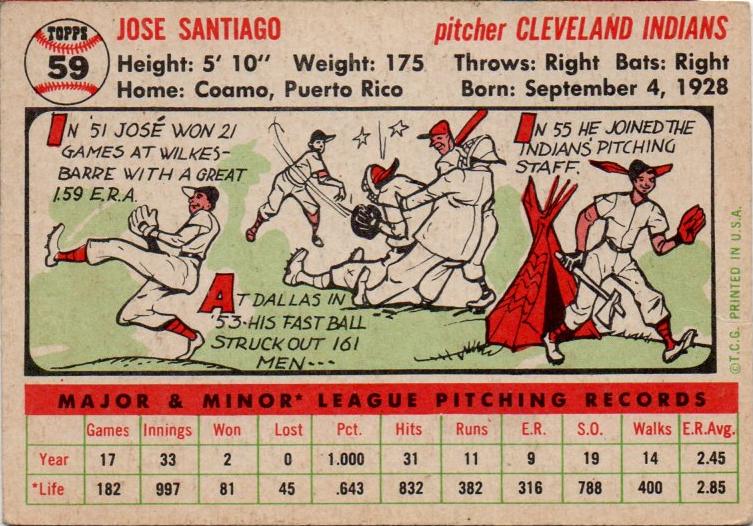 TOPPS
59
JOSE SANTIAGO
pitcher CLEVELAND INDIANS
Height: 5' 10" Weight: 175 Throws: Right Bats: Right
Home: Coamo, Puerto Rico Born: September 4, 1928
IN '51 JOSÉ WON 21
GAMES AT WILKES-
BARRE WITH A GREAT
1.59 E.R.A.
AT DALLAS IN
'53-HIS FAST BALL
STRUCK OUT 161
MEN---
IN 55 HE JOINED THE
INDIANS' PITCHING
STAFF.
©T.C.G. PRINTED IN U.S.A.
MAJOR & MINOR* LEAGUE PITCHING RECORDS
Games Innings Won Lost Pct. Hits Runs E.R. S.O. Walks E.R.Avg.
Year 17 33 2 0 1.000 31 11 9 19 14 2.45
*Life 182 997 81 45 .643 832 382 316 788 400 2.85